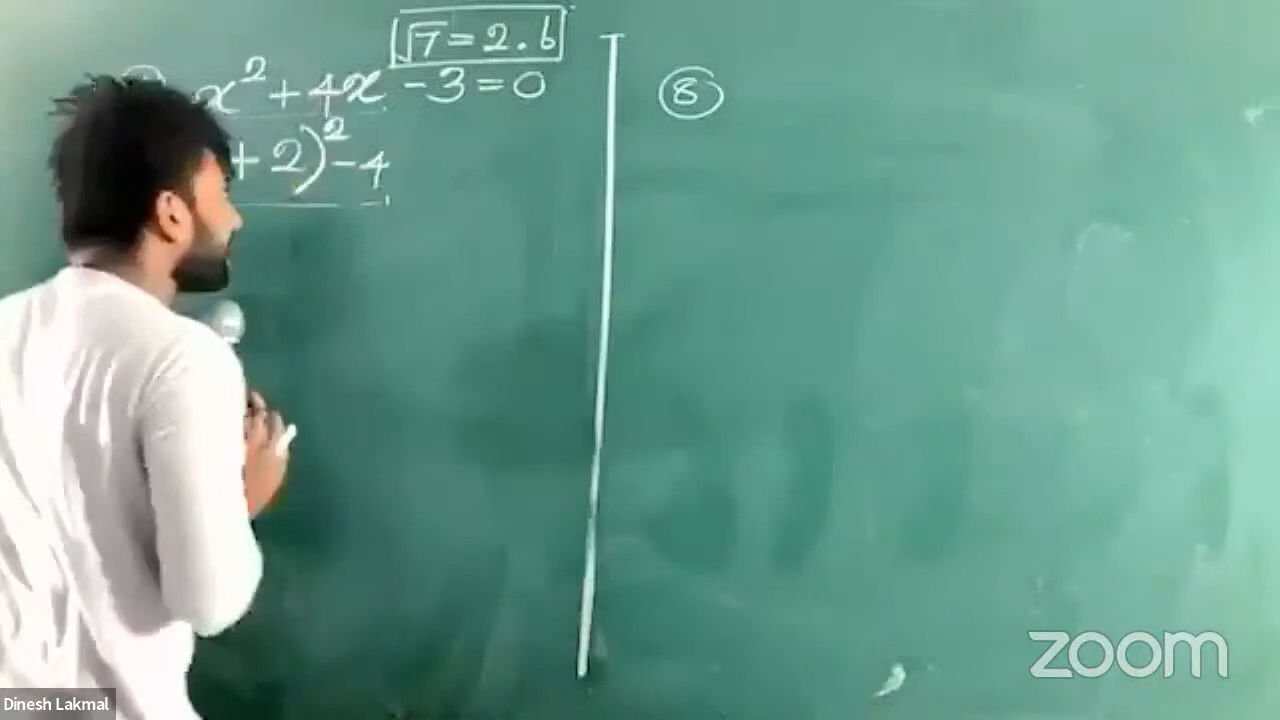 √7 = 2.6
x² + 4x - 3 = 0
+ 2)² - 4
8
zoom
Dinesh Lakmal